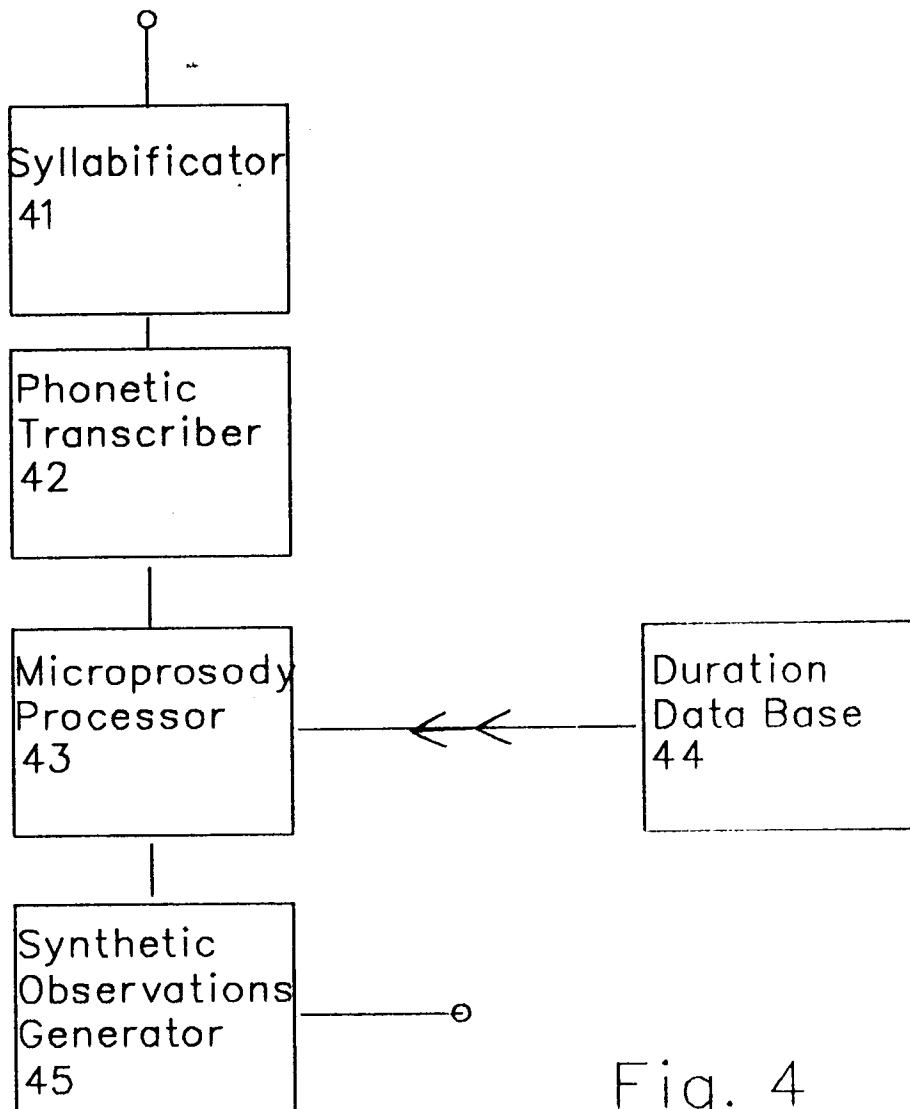 Syllabificator
41
Phonetic
Transcriber
42
Microprosody
Processor
43
Duration
Data Base
44
Synthetic
Observations
Generator
45
Fig. 4